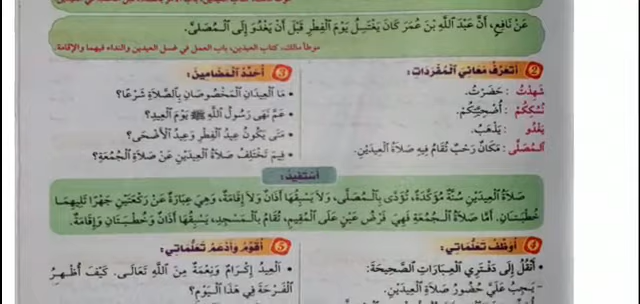 عَنْ نَافِعٍ، أَنَّ عَبْدَ اللَّهِ بْنَ عُمَرَ كَانَ يَغْتَسِلُ يَوْمَ الْفِطْرِ قَبْلَ أَنْ يَغْدُوَ إِلَى الْمُصَلَّى.
موطأ مالك، كتاب العيدين، باب العمل في غسل العيدين والنداء فيهما والإقامة.
2 أَتَعَرَّفُ مَعَانِيَ الْمُفْرَدَاتِ:
شَهِدْتُ : حَضَرْتُ.
نُسُكِكُمْ : أُضْحِيَّتِكُمْ.
يَغْدُو : يَذْهَبُ.
الْمُصَلَّى : مَكَانٌ رَحْبٌ تُقَامُ فِيهِ صَلَاةُ الْعِيدَيْنِ.
3 أُحَدِّدُ الْمَضَامِينَ:
• مَا الْعِيدَانِ الْمَخْصُوصَانِ بِالصَّلَاةِ شَرْعًا؟
• عَمَّ نَهَى رَسُولُ اللَّهِ ﷺ يَوْمَ الْعِيدِ؟
• مَتَى يَكُونُ عِيدُ الْفِطْرِ وَعِيدُ الْأَضْحَى؟
• فِيمَ تَخْتَلِفُ صَلَاةُ الْعِيدَيْنِ عَنْ صَلَاةِ الْجُمُعَةِ؟
أَسْتَفِيدُ:
صَلَاةُ الْعِيدَيْنِ سُنَّةٌ مُؤَكَّدَةٌ، تُؤَدَّى بِالْمُصَلَّى، وَلَا يَسْبِقُهَا أَذَانٌ وَلَا إِقَامَةٌ، وَهِيَ عِبَارَةٌ عَنْ رَكْعَتَيْنِ جَهْرًا تَلِيهِمَا
خُطْبَتَانِ. أَمَّا صَلَاةُ الْجُمُعَةِ فَهِيَ فَرْضُ عَيْنٍ عَلَى الْمُقِيمِ، تُقَامُ بِالْمَسْجِدِ، يَسْبِقُهَا أَذَانٌ وَخُطْبَتَانِ وَإِقَامَةٌ.
4 أُوَظِّفُ تَعَلُّمَاتِي:
• أَنْقُلُ إِلَى دَفْتَرِي الْعِبَارَاتِ الصَّحِيحَةَ:
- يَجِبُ عَلَيَّ حُضُورُ صَلَاةِ الْعِيدَيْنِ.
5 أُقَوِّمُ وَأَدْعَمُ تَعَلُّمَاتِي:
• الْعِيدُ إِكْرَامٌ وَنِعْمَةٌ مِنَ اللَّهِ تَعَالَى. كَيْفَ أُظْهِرُ
الْفَرْحَةَ فِي هَذَا الْيَوْمِ؟